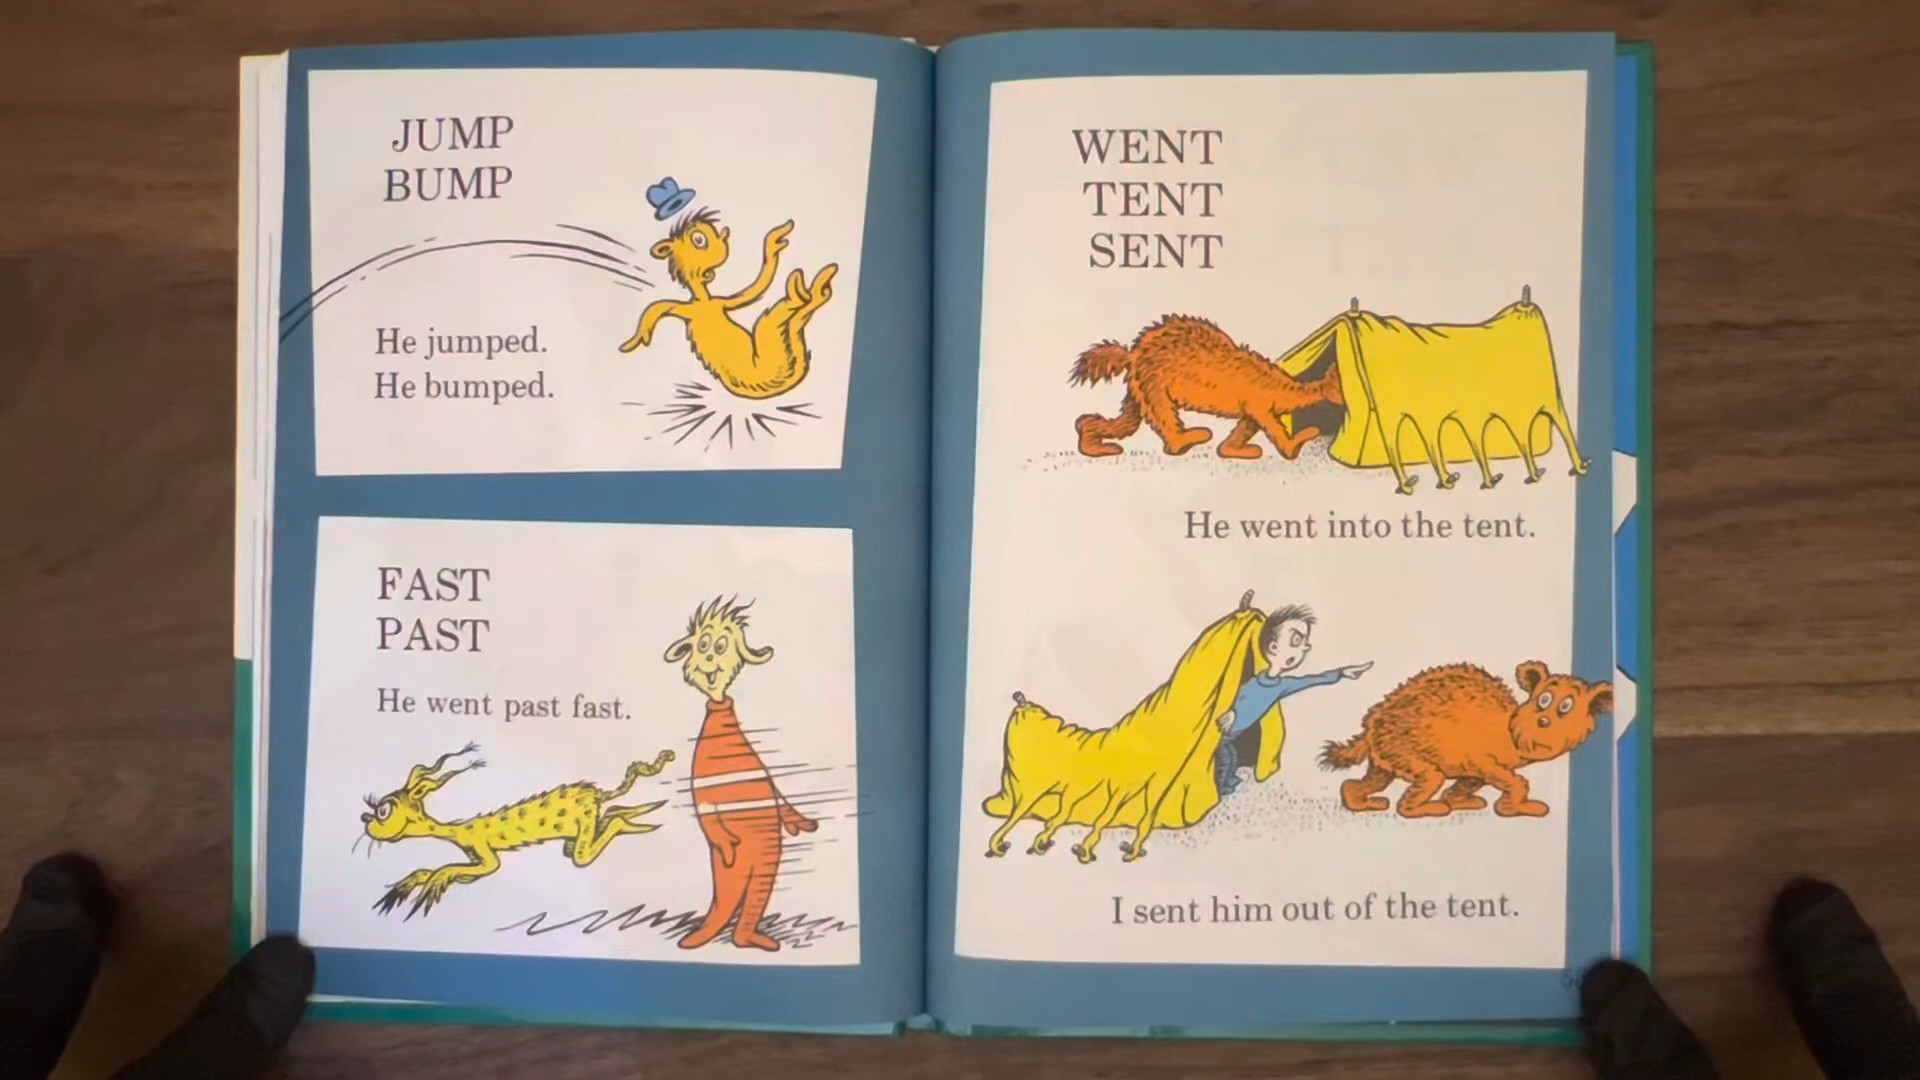 JUMP
BUMP
He jumped.
He bumped.
FAST
PAST
He went past fast.
WENT
TENT
SENT
He went into the tent.
I sent him out of the tent.